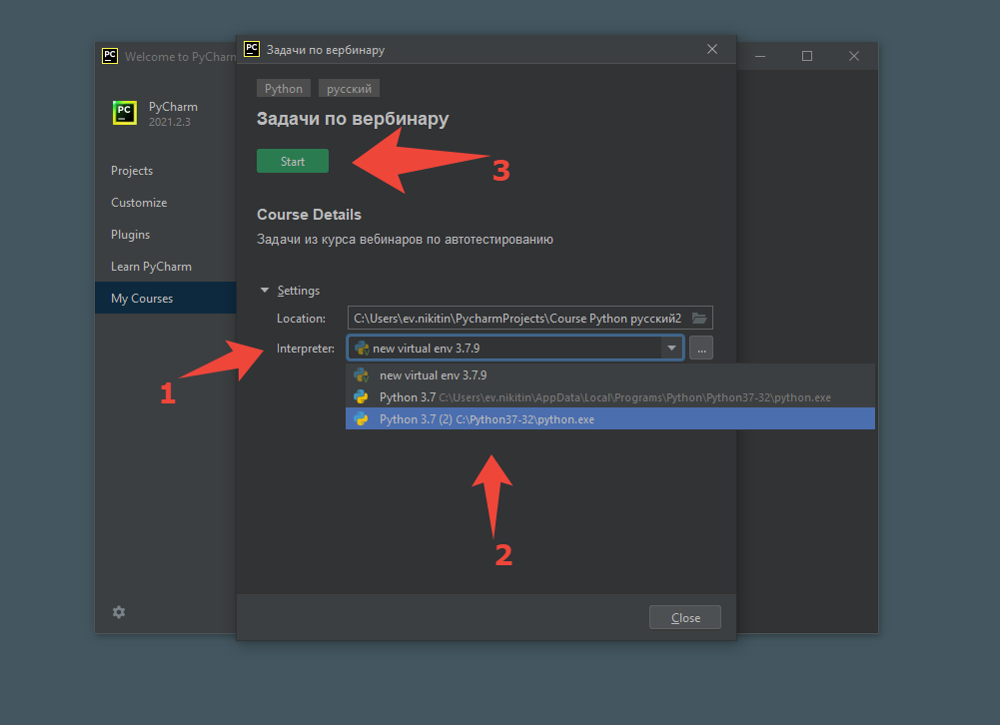 PC Welcome to PyCharm
PC Задачи по вербинару
PC PyCharm
2021.2.3
Projects
Customize
Plugins
Learn PyCharm
My Courses
Python русский
Задачи по вербинару
Start
3
Course Details
Задачи из курса вебинаров по автотестированию
Settings
Location: C:\Users\ev.nikitin\PycharmProjects\Course Python русский2
Interpreter: new virtual env 3.7.9 ...
1
new virtual env 3.7.9
Python 3.7 C:\Users\ev.nikitin\AppData\Local\Programs\Python\Python37-32\python.exe
Python 3.7 (2) C:\Python37-32\python.exe
2
Close